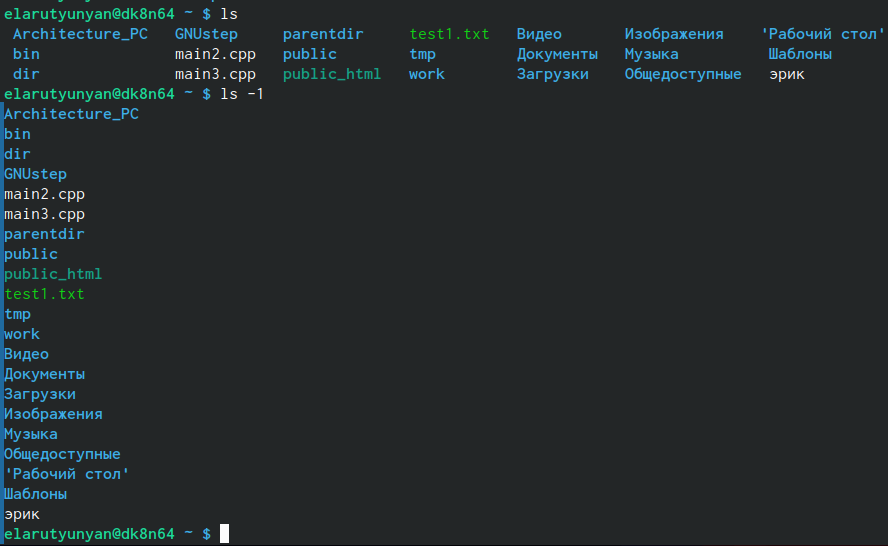 elarutyunyan@dk8n64 ~ $ ls
Architecture_PC GNUstep parentdir test1.txt Видео Изображения 'Рабочий стол'
bin main2.cpp public tmp Документы Музыка Шаблоны
dir main3.cpp public_html work Загрузки Общедоступные эрик
elarutyunyan@dk8n64 ~ $ ls -1
Architecture_PC
bin
dir
GNUstep
main2.cpp
main3.cpp
parentdir
public
public_html
test1.txt
tmp
work
Видео
Документы
Загрузки
Изображения
Музыка
Общедоступные
'Рабочий стол'
Шаблоны
эрик
elarutyunyan@dk8n64 ~ $